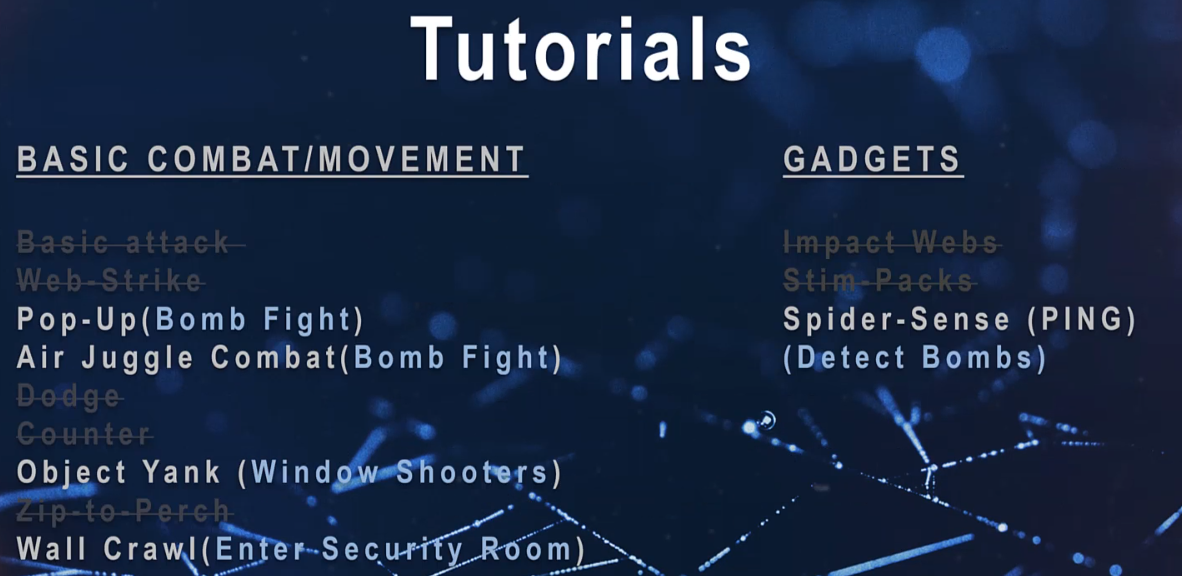 Tutorials
BASIC COMBAT/MOVEMENT
Basic attack
Web-Strike
Pop-Up(Bomb Fight)
Air Juggle Combat(Bomb Fight)
Dodge
Counter
Object Yank (Window Shooters)
Zip-to-Perch
Wall Crawl(Enter Security Room)
GADGETS
Impact Webs
Stim-Packs
Spider-Sense (PING)
(Detect Bombs)